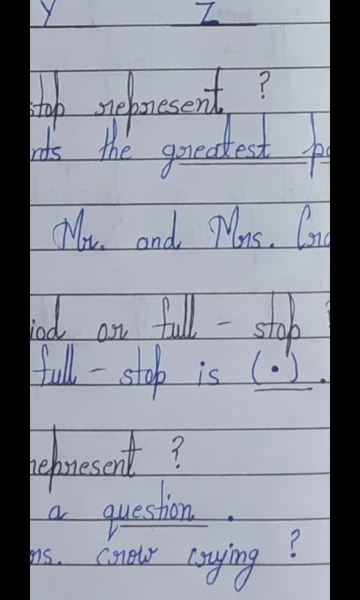 Y Z
stop represent ?
the greatest
Mr. and Mrs.
or full - stop
full - stop is (.) .
represent ?
a question .
crow crying ?